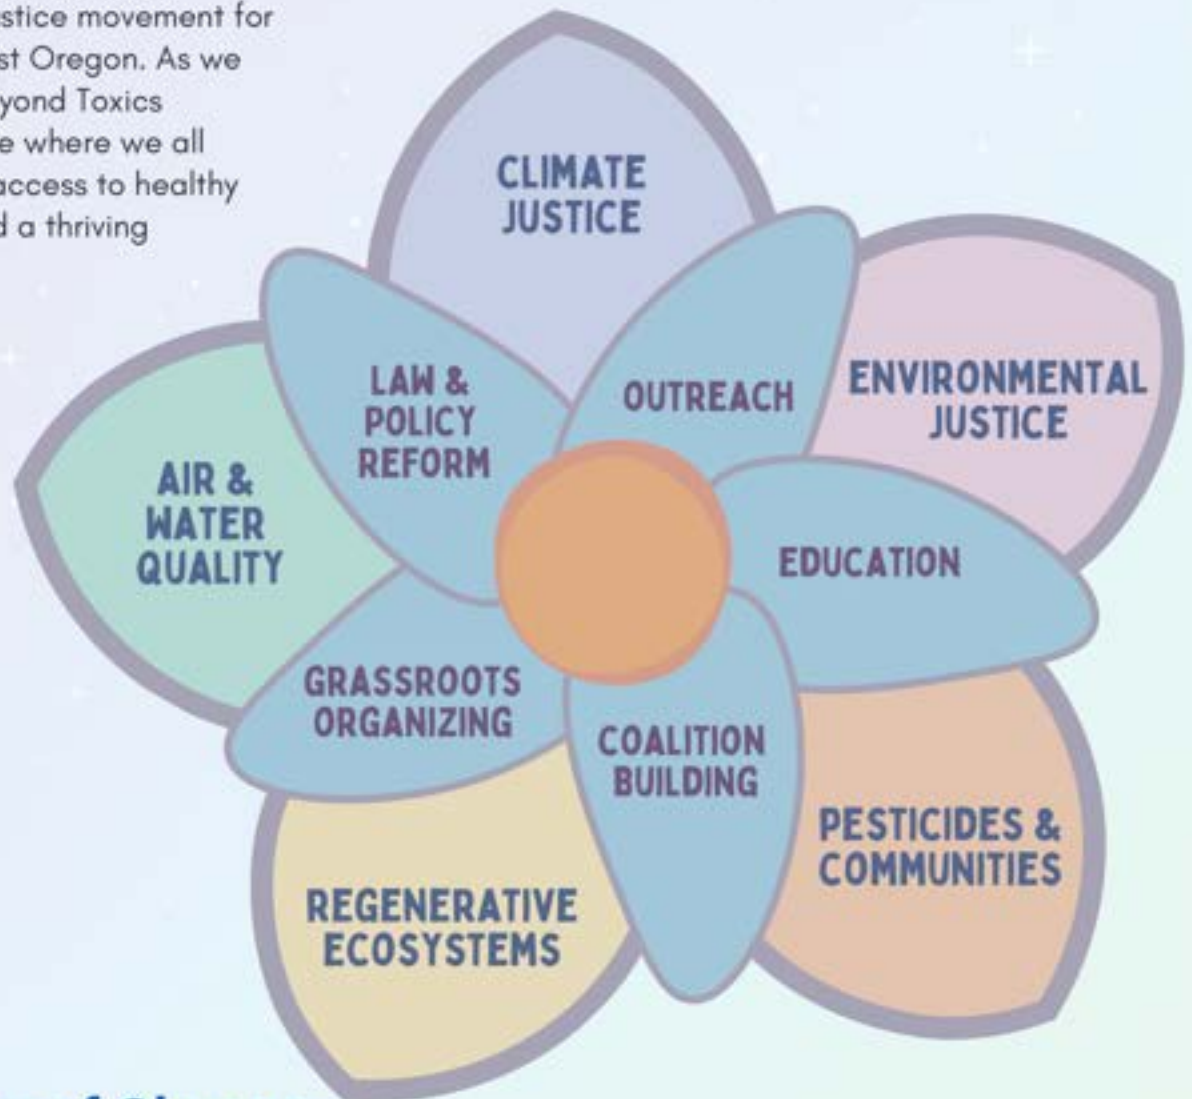 stice movement for
st Oregon. As we
yond Toxics
e where we all
access to healthy
d a thriving
CLIMATE
JUSTICE
LAW &
POLICY
REFORM
OUTREACH
ENVIRONMENTAL
JUSTICE
AIR &
WATER
QUALITY
EDUCATION
GRASSROOTS
ORGANIZING
COALITION
BUILDING
PESTICIDES &
COMMUNITIES
REGENERATIVE
ECOSYSTEMS